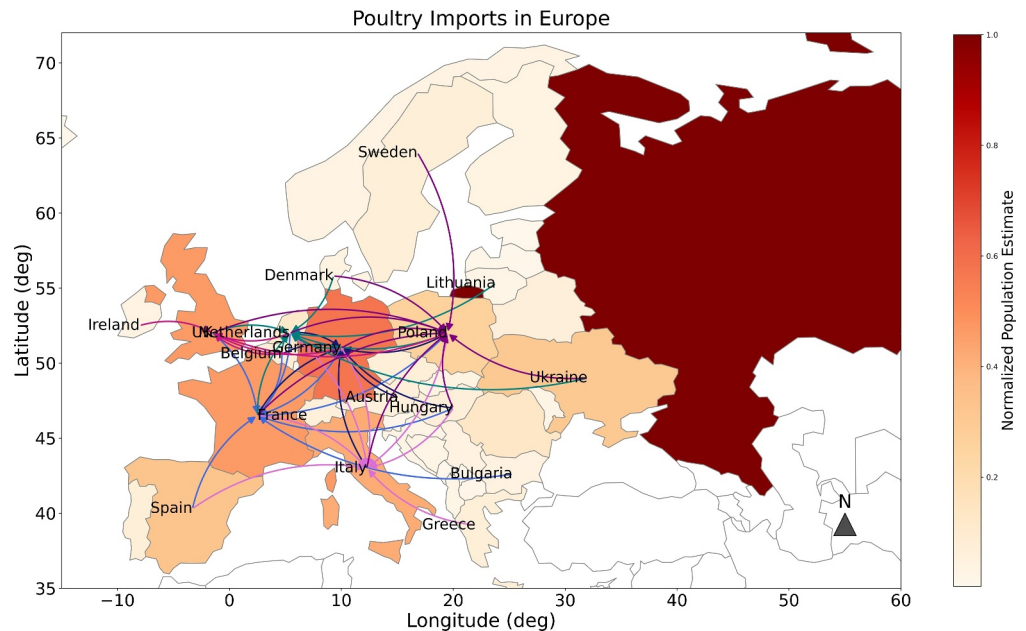 Poultry Imports in Europe
70
65
60
55
50
45
40
35
Latitude (deg)
−10
0
10
20
30
40
50
60
Longitude (deg)
Sweden
Denmark
Lithuania
Ireland
UK
Netherlands
Poland
Belgium
Germany
Ukraine
Austria
Hungary
France
Italy
Bulgaria
Spain
Greece
N
1.0
0.8
0.6
0.4
0.2
Normalized Population Estimate